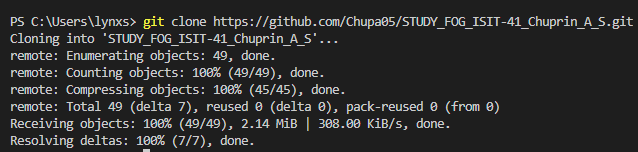 PS C:\Users\lynxs> git clone https://github.com/Chupa05/STUDY_FOG_ISIT-41_Chuprin_A_S.git
Cloning into 'STUDY_FOG_ISIT-41_Chuprin_A_S'...
remote: Enumerating objects: 49, done.
remote: Counting objects: 100% (49/49), done.
remote: Compressing objects: 100% (45/45), done.
remote: Total 49 (delta 7), reused 0 (delta 0), pack-reused 0 (from 0)
Receiving objects: 100% (49/49), 2.14 MiB | 308.00 KiB/s, done.
Resolving deltas: 100% (7/7), done.